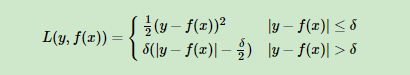 L(y, f(x)) = { ½(y − f(x))² |y − f(x)| ≤ δ
δ(|y − f(x)| − δ/2) |y − f(x)| > δ